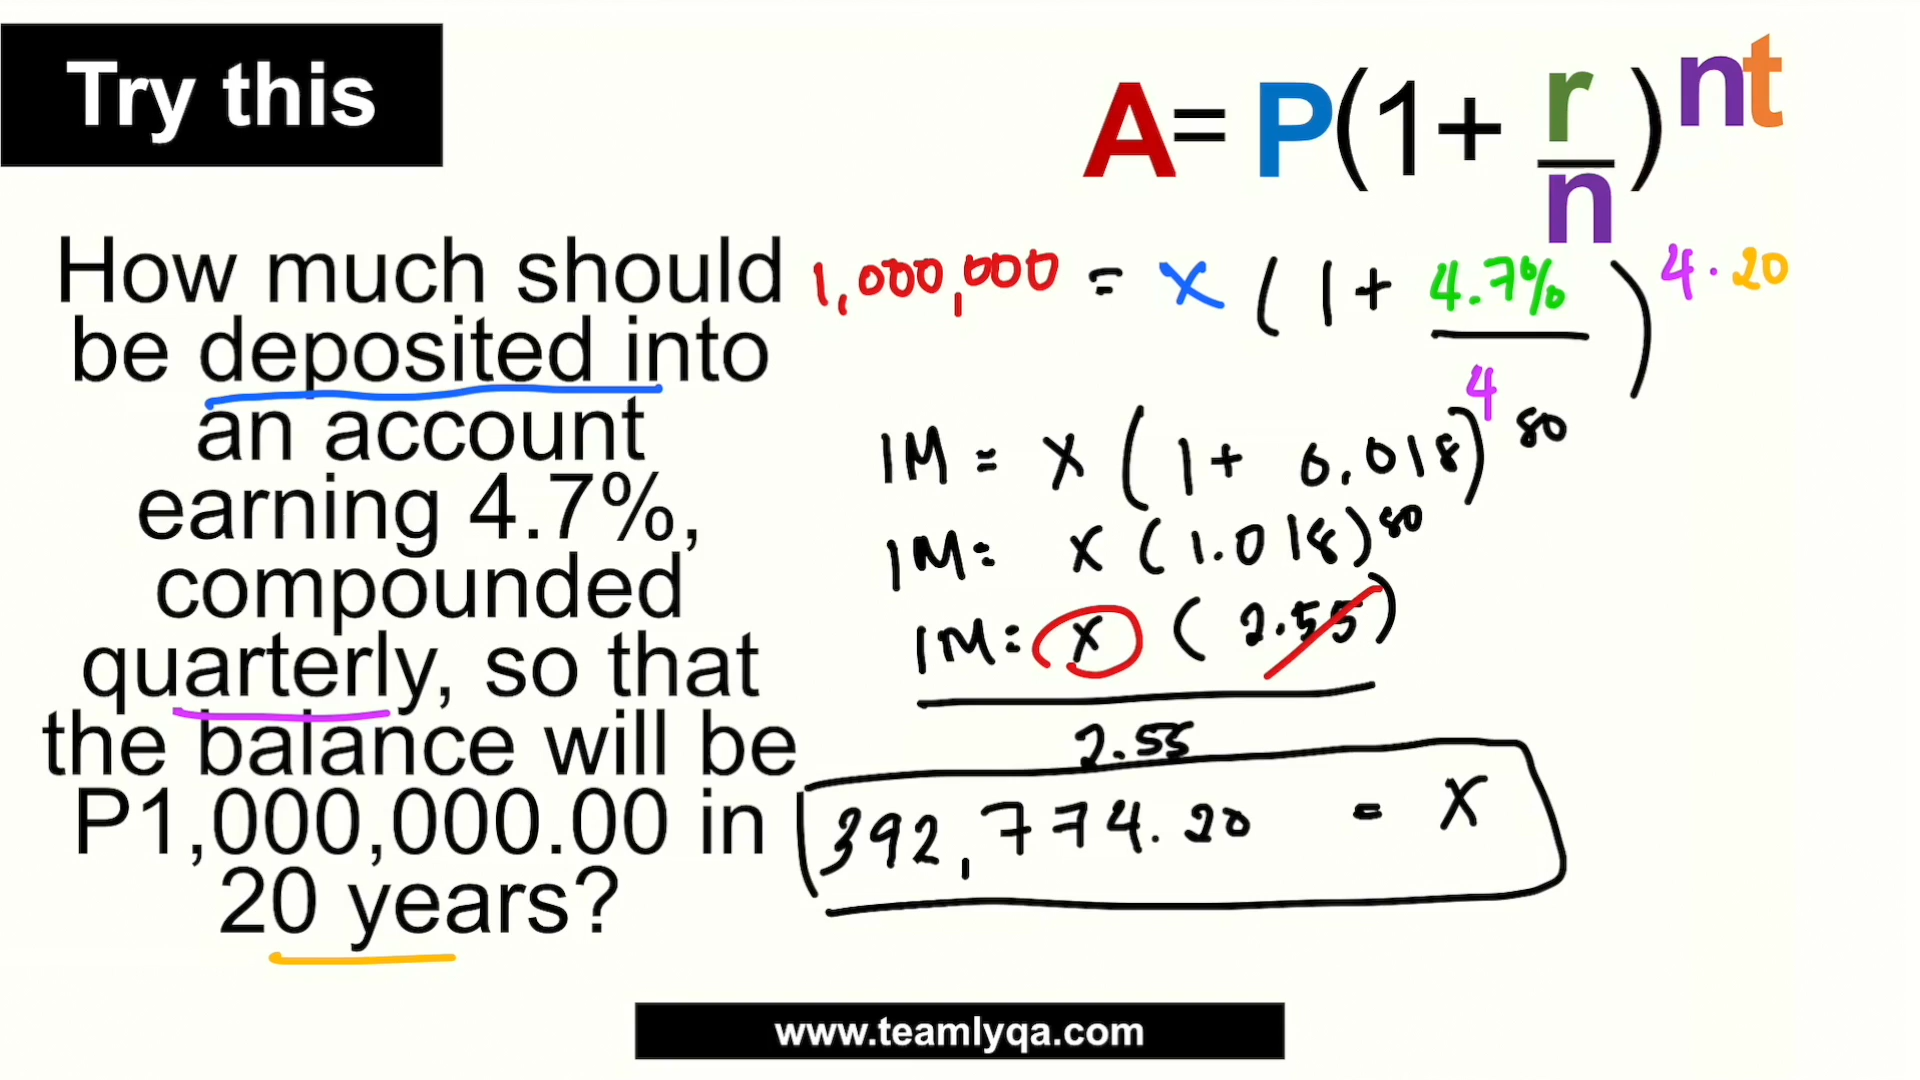 Try this
A = P(1 + r/n)^nt
How much should
be deposited into
an account
earning 4.7%,
compounded
quarterly, so that
the balance will be
P1,000,000.00 in
20 years?
1,000,000 = x (1 + 4.7%/4)^4·20
1M = x (1 + 0.018)^80
1M = x (1.018)^80
1M = x (2.55)
2.55
392,774.20 = x
www.teamlyqa.com